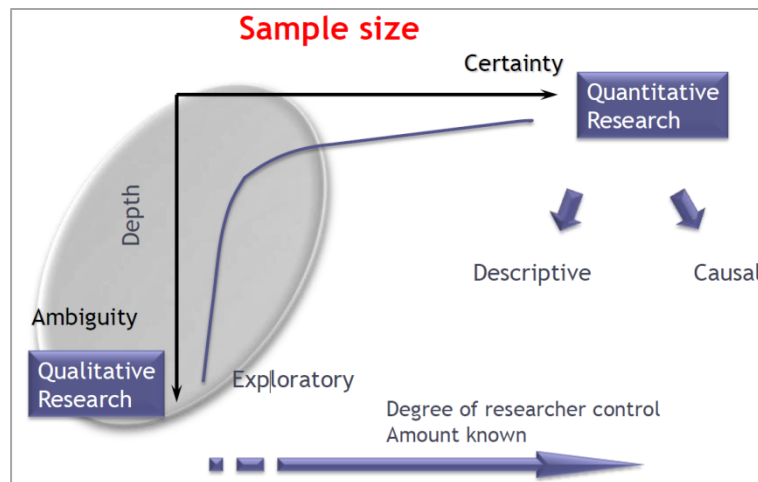 Sample size
Certainty
Quantitative
Research
Depth
Descriptive
Causal
Ambiguity
Qualitative
Research
Exploratory
Degree of researcher control
Amount known